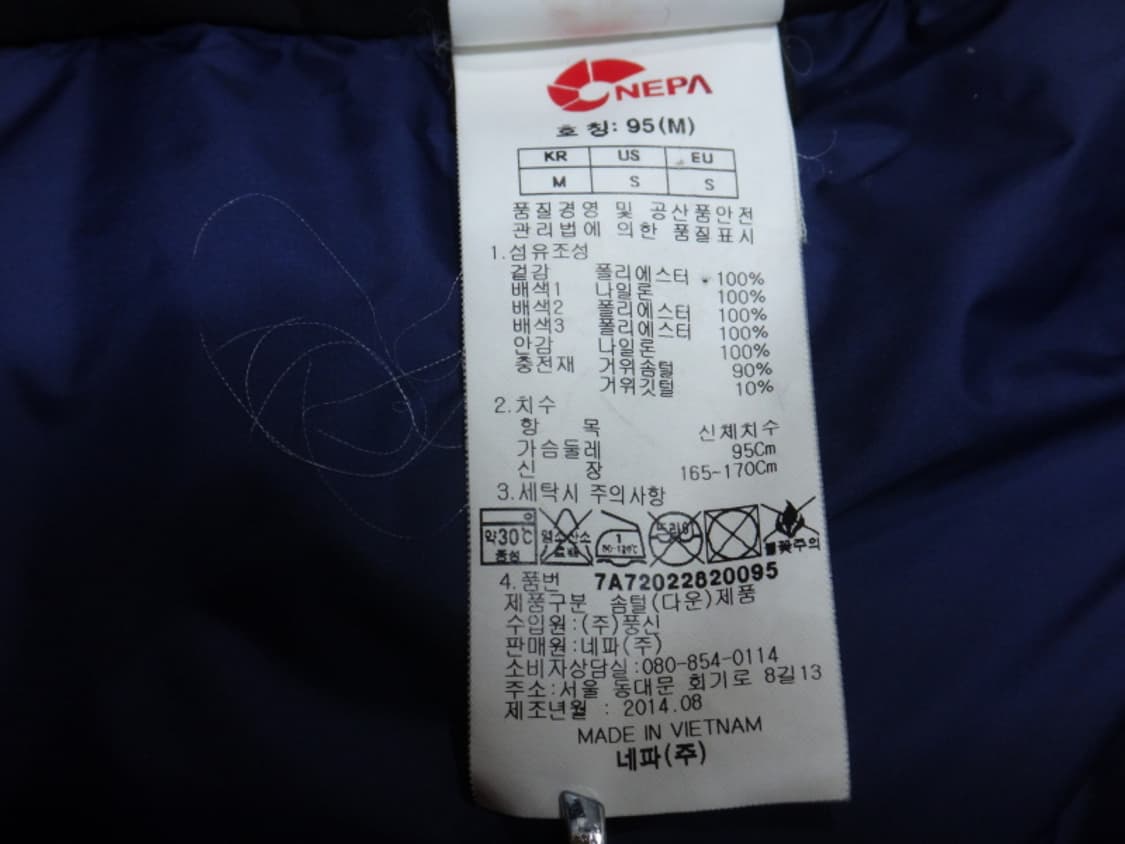 NEPA
호 칭: 95(M)
KR US EU
M S S
품질경영 및 공산품안전
관리법에 의한 품질표시
1.섬유조성
겉감 폴리에스터 100%
배색1 나일론 100%
배색2 폴리에스터 100%
배색3 폴리에스터 100%
안감 나일론 100%
충전재 거위솜털 90%
거위깃털 10%
2.치수
항 목 신체치수
가슴둘레 95Cm
신 장 165-170Cm
3.세탁시 주의사항
약30℃ 중성
염소 산소 표백
드라이
불꽃주의
4.품번 7A72022820095
제품구분 솜털(다운)제품
수입원:(주)풍신
판매원:네파(주)
소비자상담실:080-854-0114
주소:서울 동대문 회기로 8길13
제조년월 : 2014.08
MADE IN VIETNAM
네파(주)